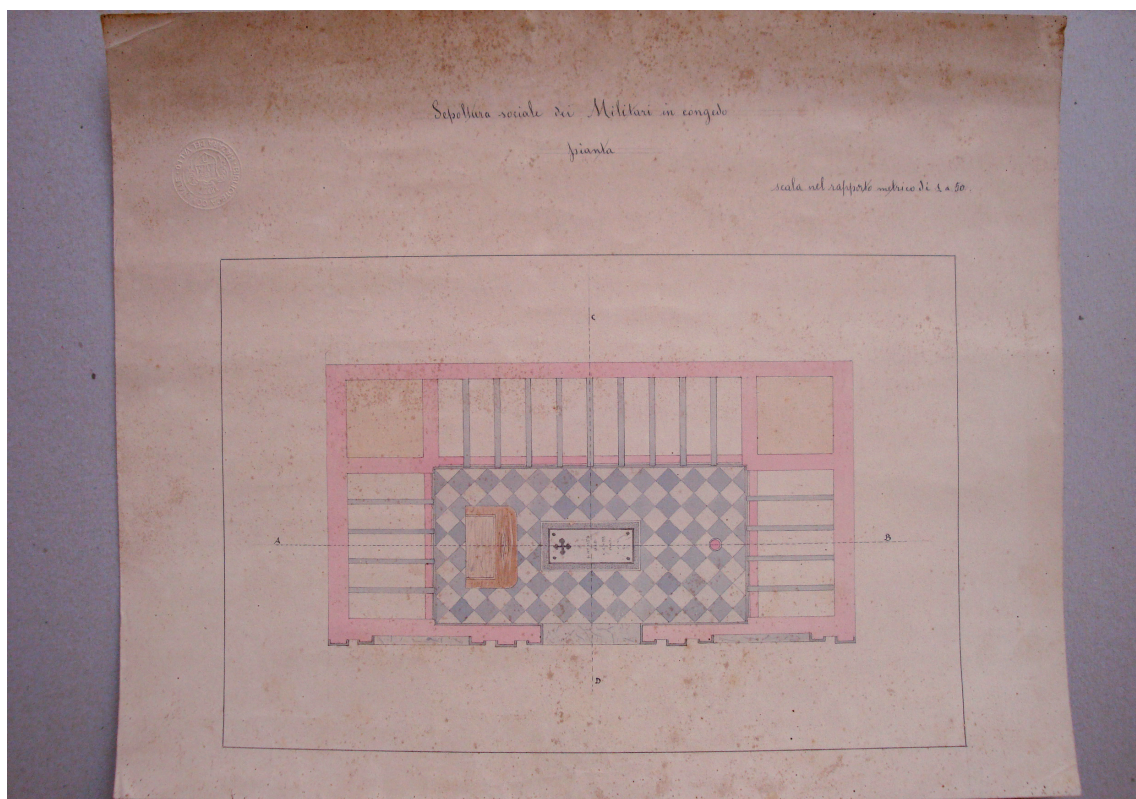 Sepoltura sociale dei Militari in congedo
pianta
scala nel rapporto metrico di 1 a 50.
C
A
B
D